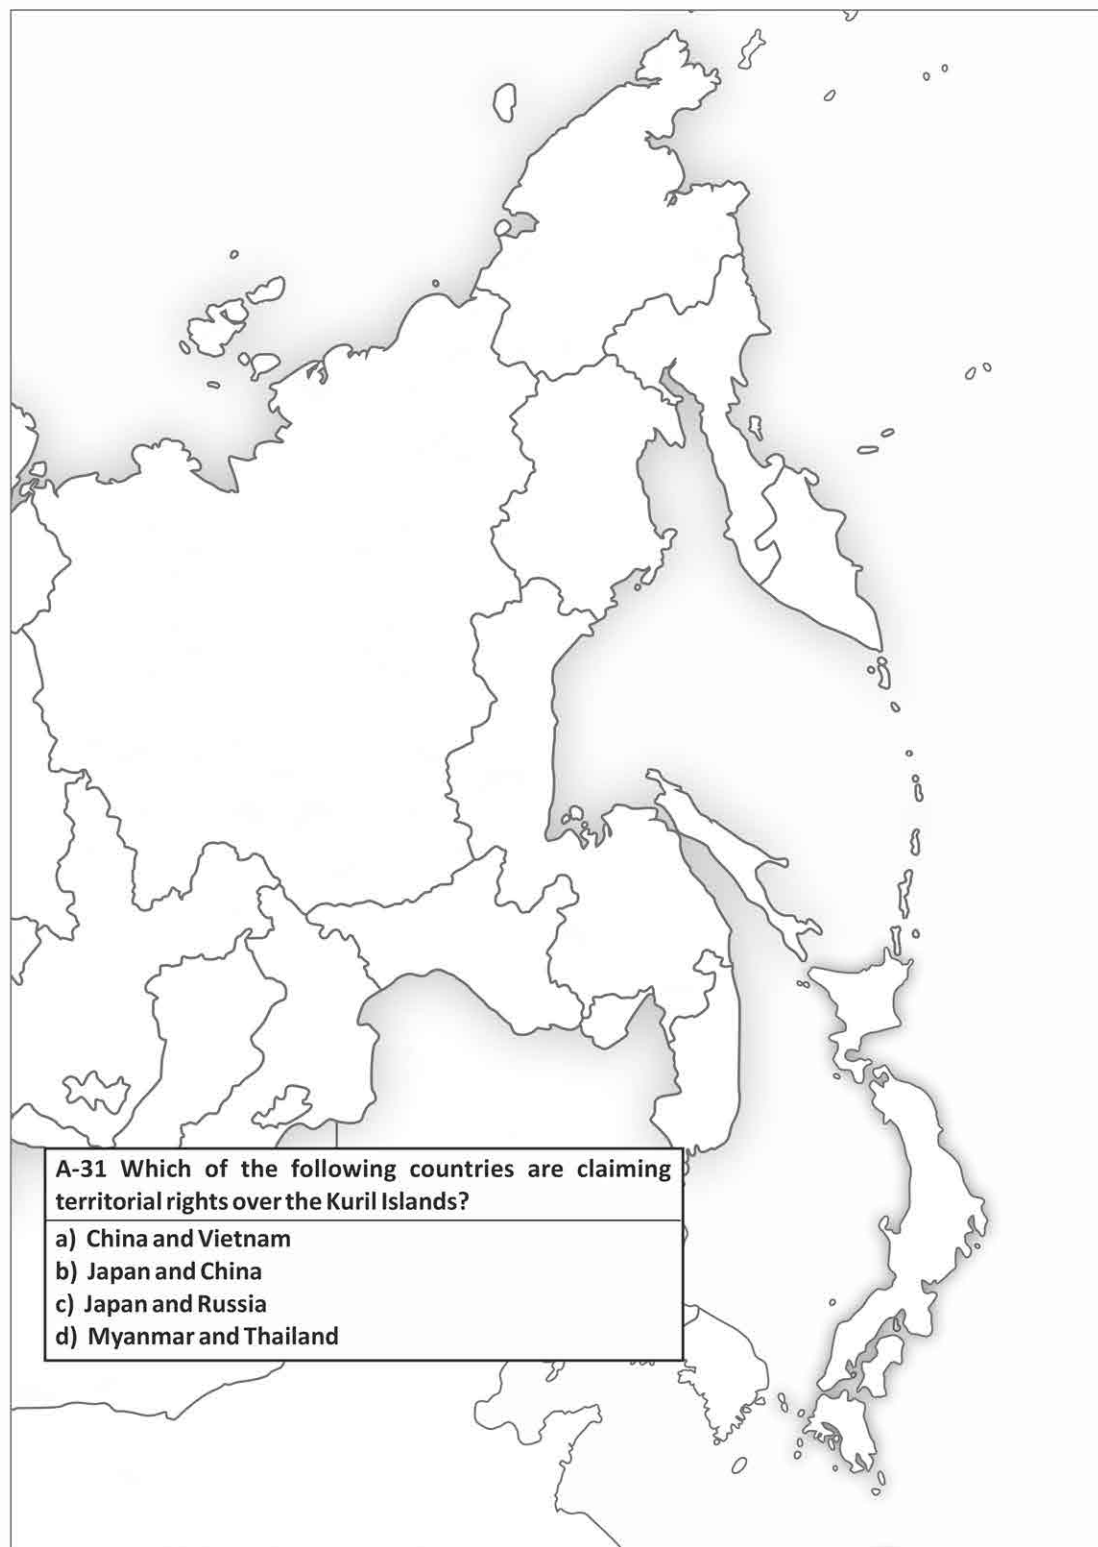 A-31 Which of the following countries are claiming
territorial rights over the Kuril Islands?
a) China and Vietnam
b) Japan and China
c) Japan and Russia
d) Myanmar and Thailand